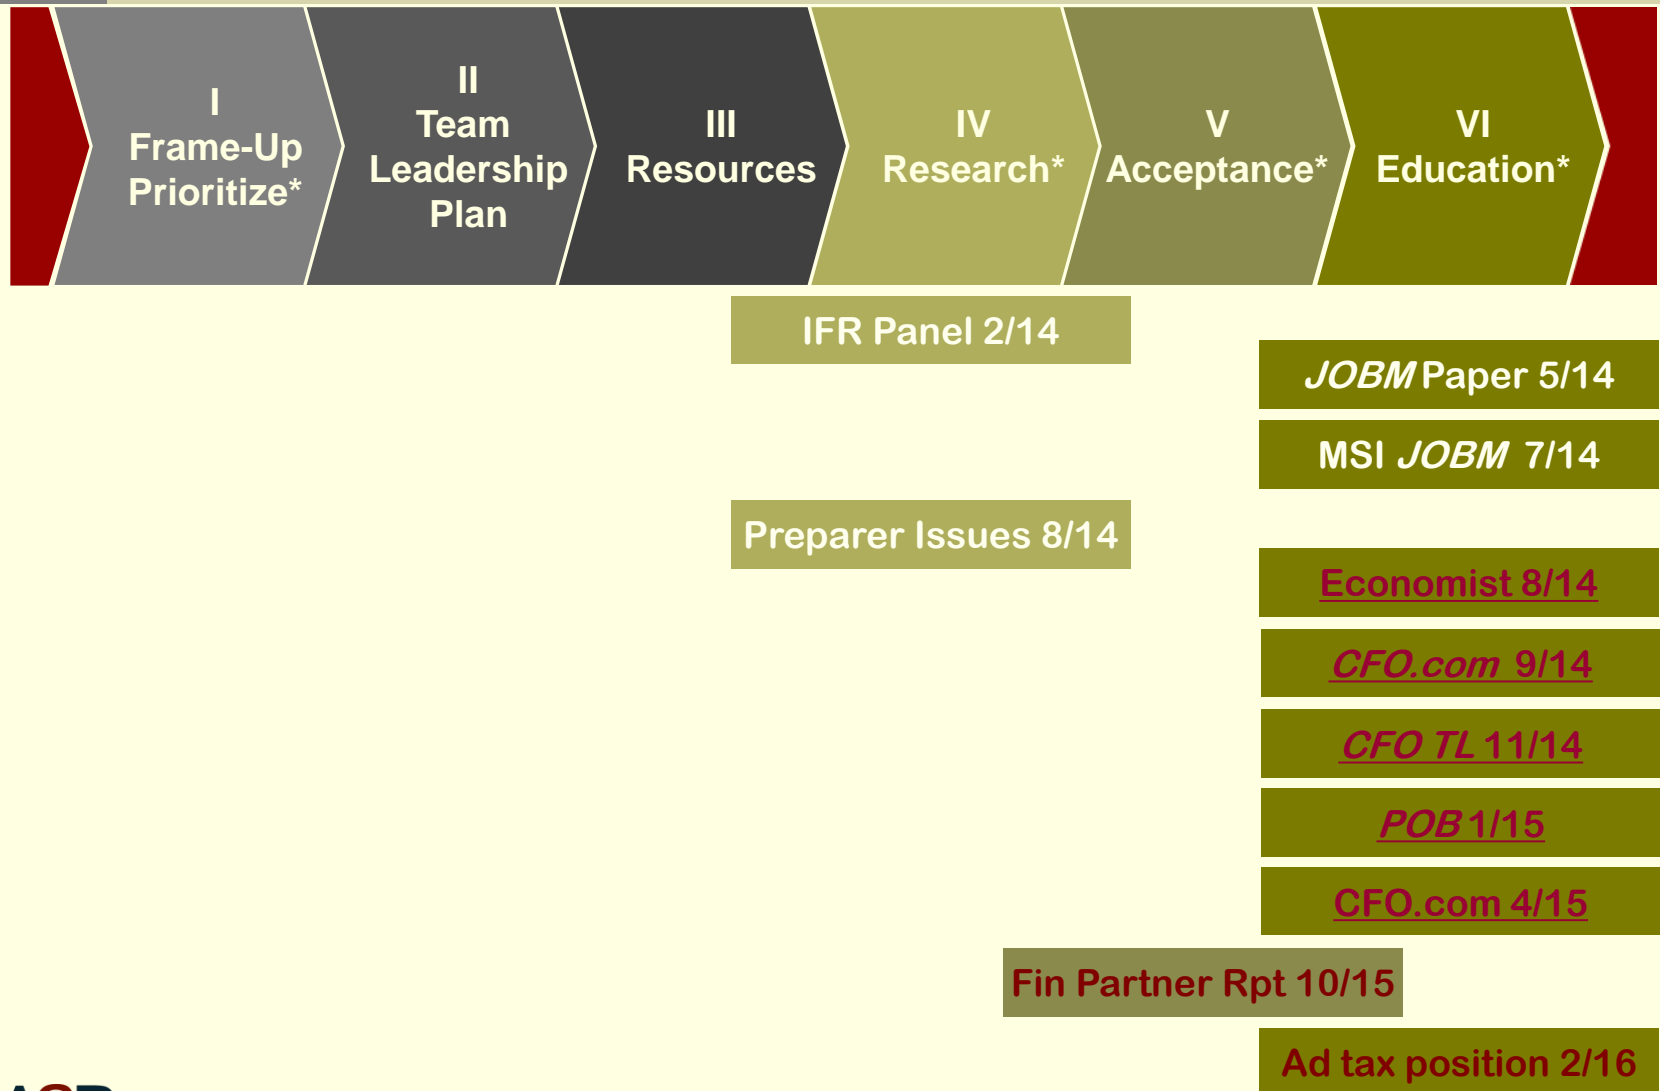 I
Frame-Up
Prioritize*
II
Team
Leadership
Plan
III
Resources
IV
Research*
V
Acceptance*
VI
Education*
IFR Panel 2/14
JOBM Paper 5/14
MSI JOBM 7/14
Preparer Issues 8/14
Economist 8/14
CFO.com 9/14
CFO TL 11/14
POB 1/15
CFO.com 4/15
Fin Partner Rpt 10/15
Ad tax position 2/16